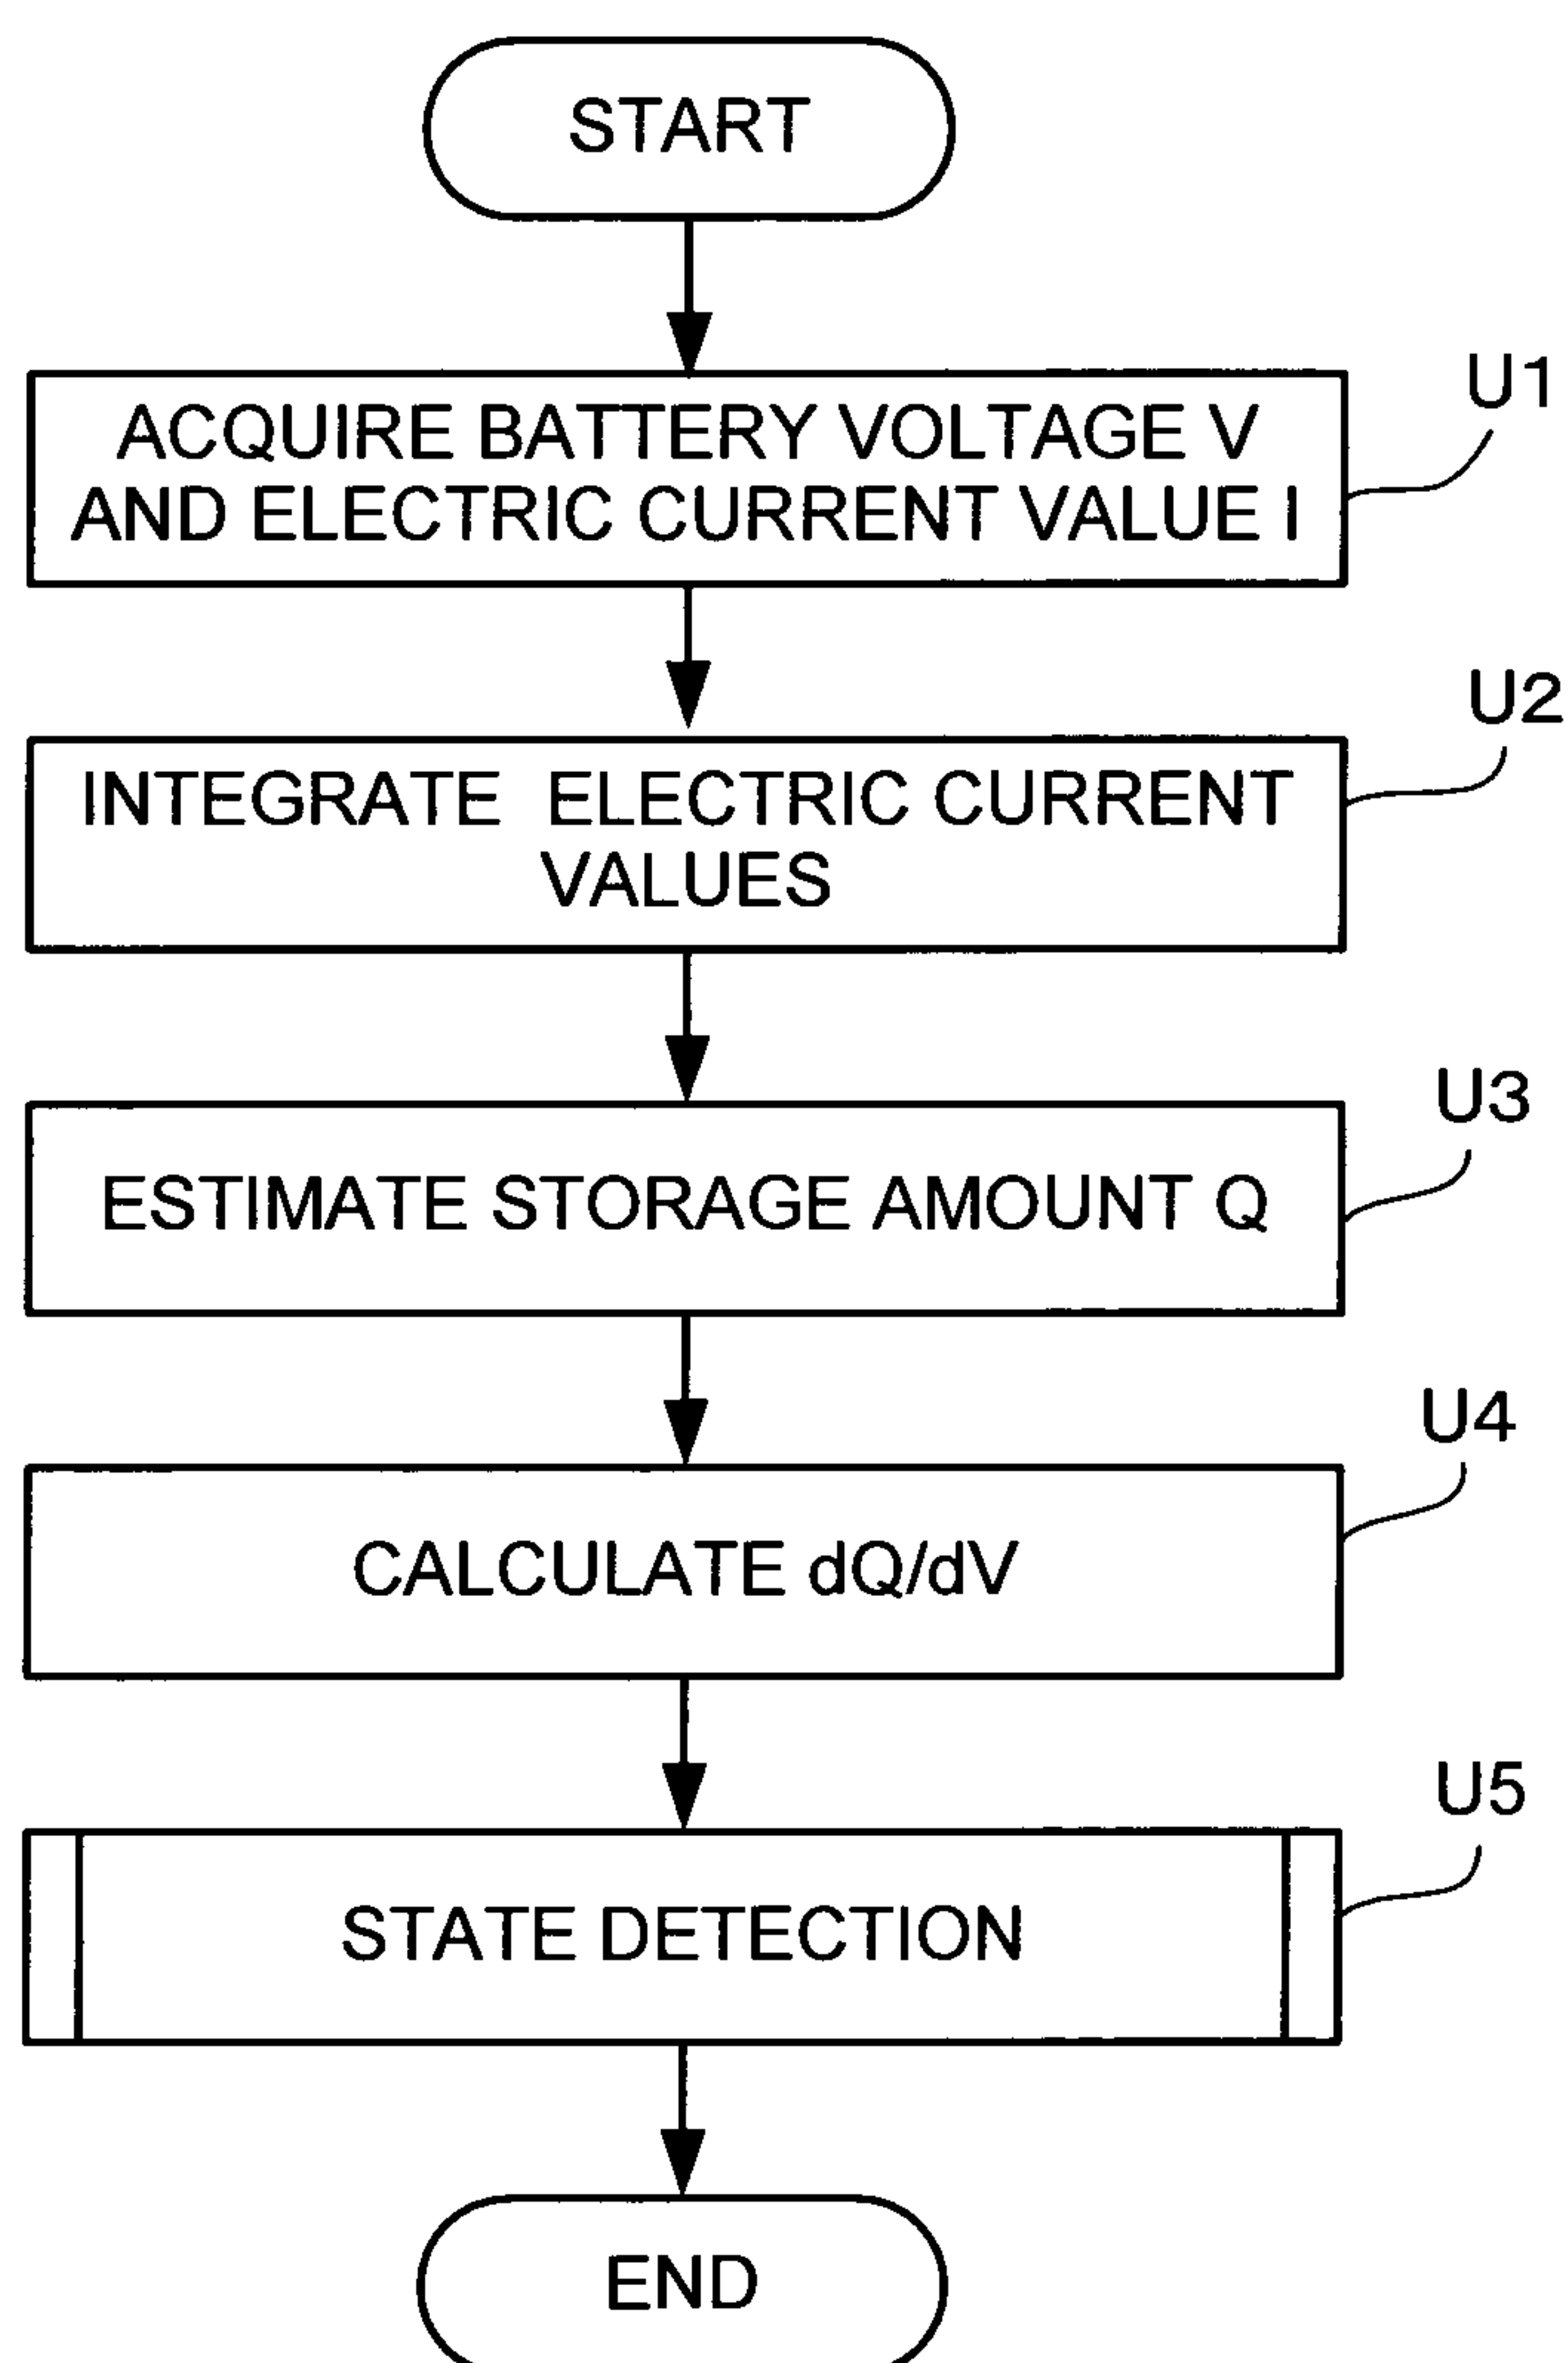 START
U1
ACQUIRE BATTERY VOLTAGE V
AND ELECTRIC CURRENT VALUE I
U2
INTEGRATE ELECTRIC CURRENT
VALUES
U3
ESTIMATE STORAGE AMOUNT Q
U4
CALCULATE dQ/dV
U5
STATE DETECTION
END